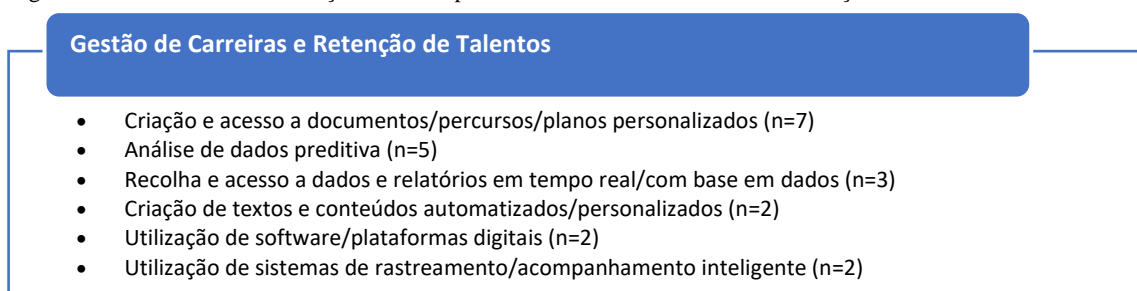 Gestão de Carreiras e Retenção de Talentos
• Criação e acesso a documentos/percursos/planos personalizados (n=7)
• Análise de dados preditiva (n=5)
• Recolha e acesso a dados e relatórios em tempo real/com base em dados (n=3)
• Criação de textos e conteúdos automatizados/personalizados (n=2)
• Utilização de software/plataformas digitais (n=2)
• Utilização de sistemas de rastreamento/acompanhamento inteligente (n=2)